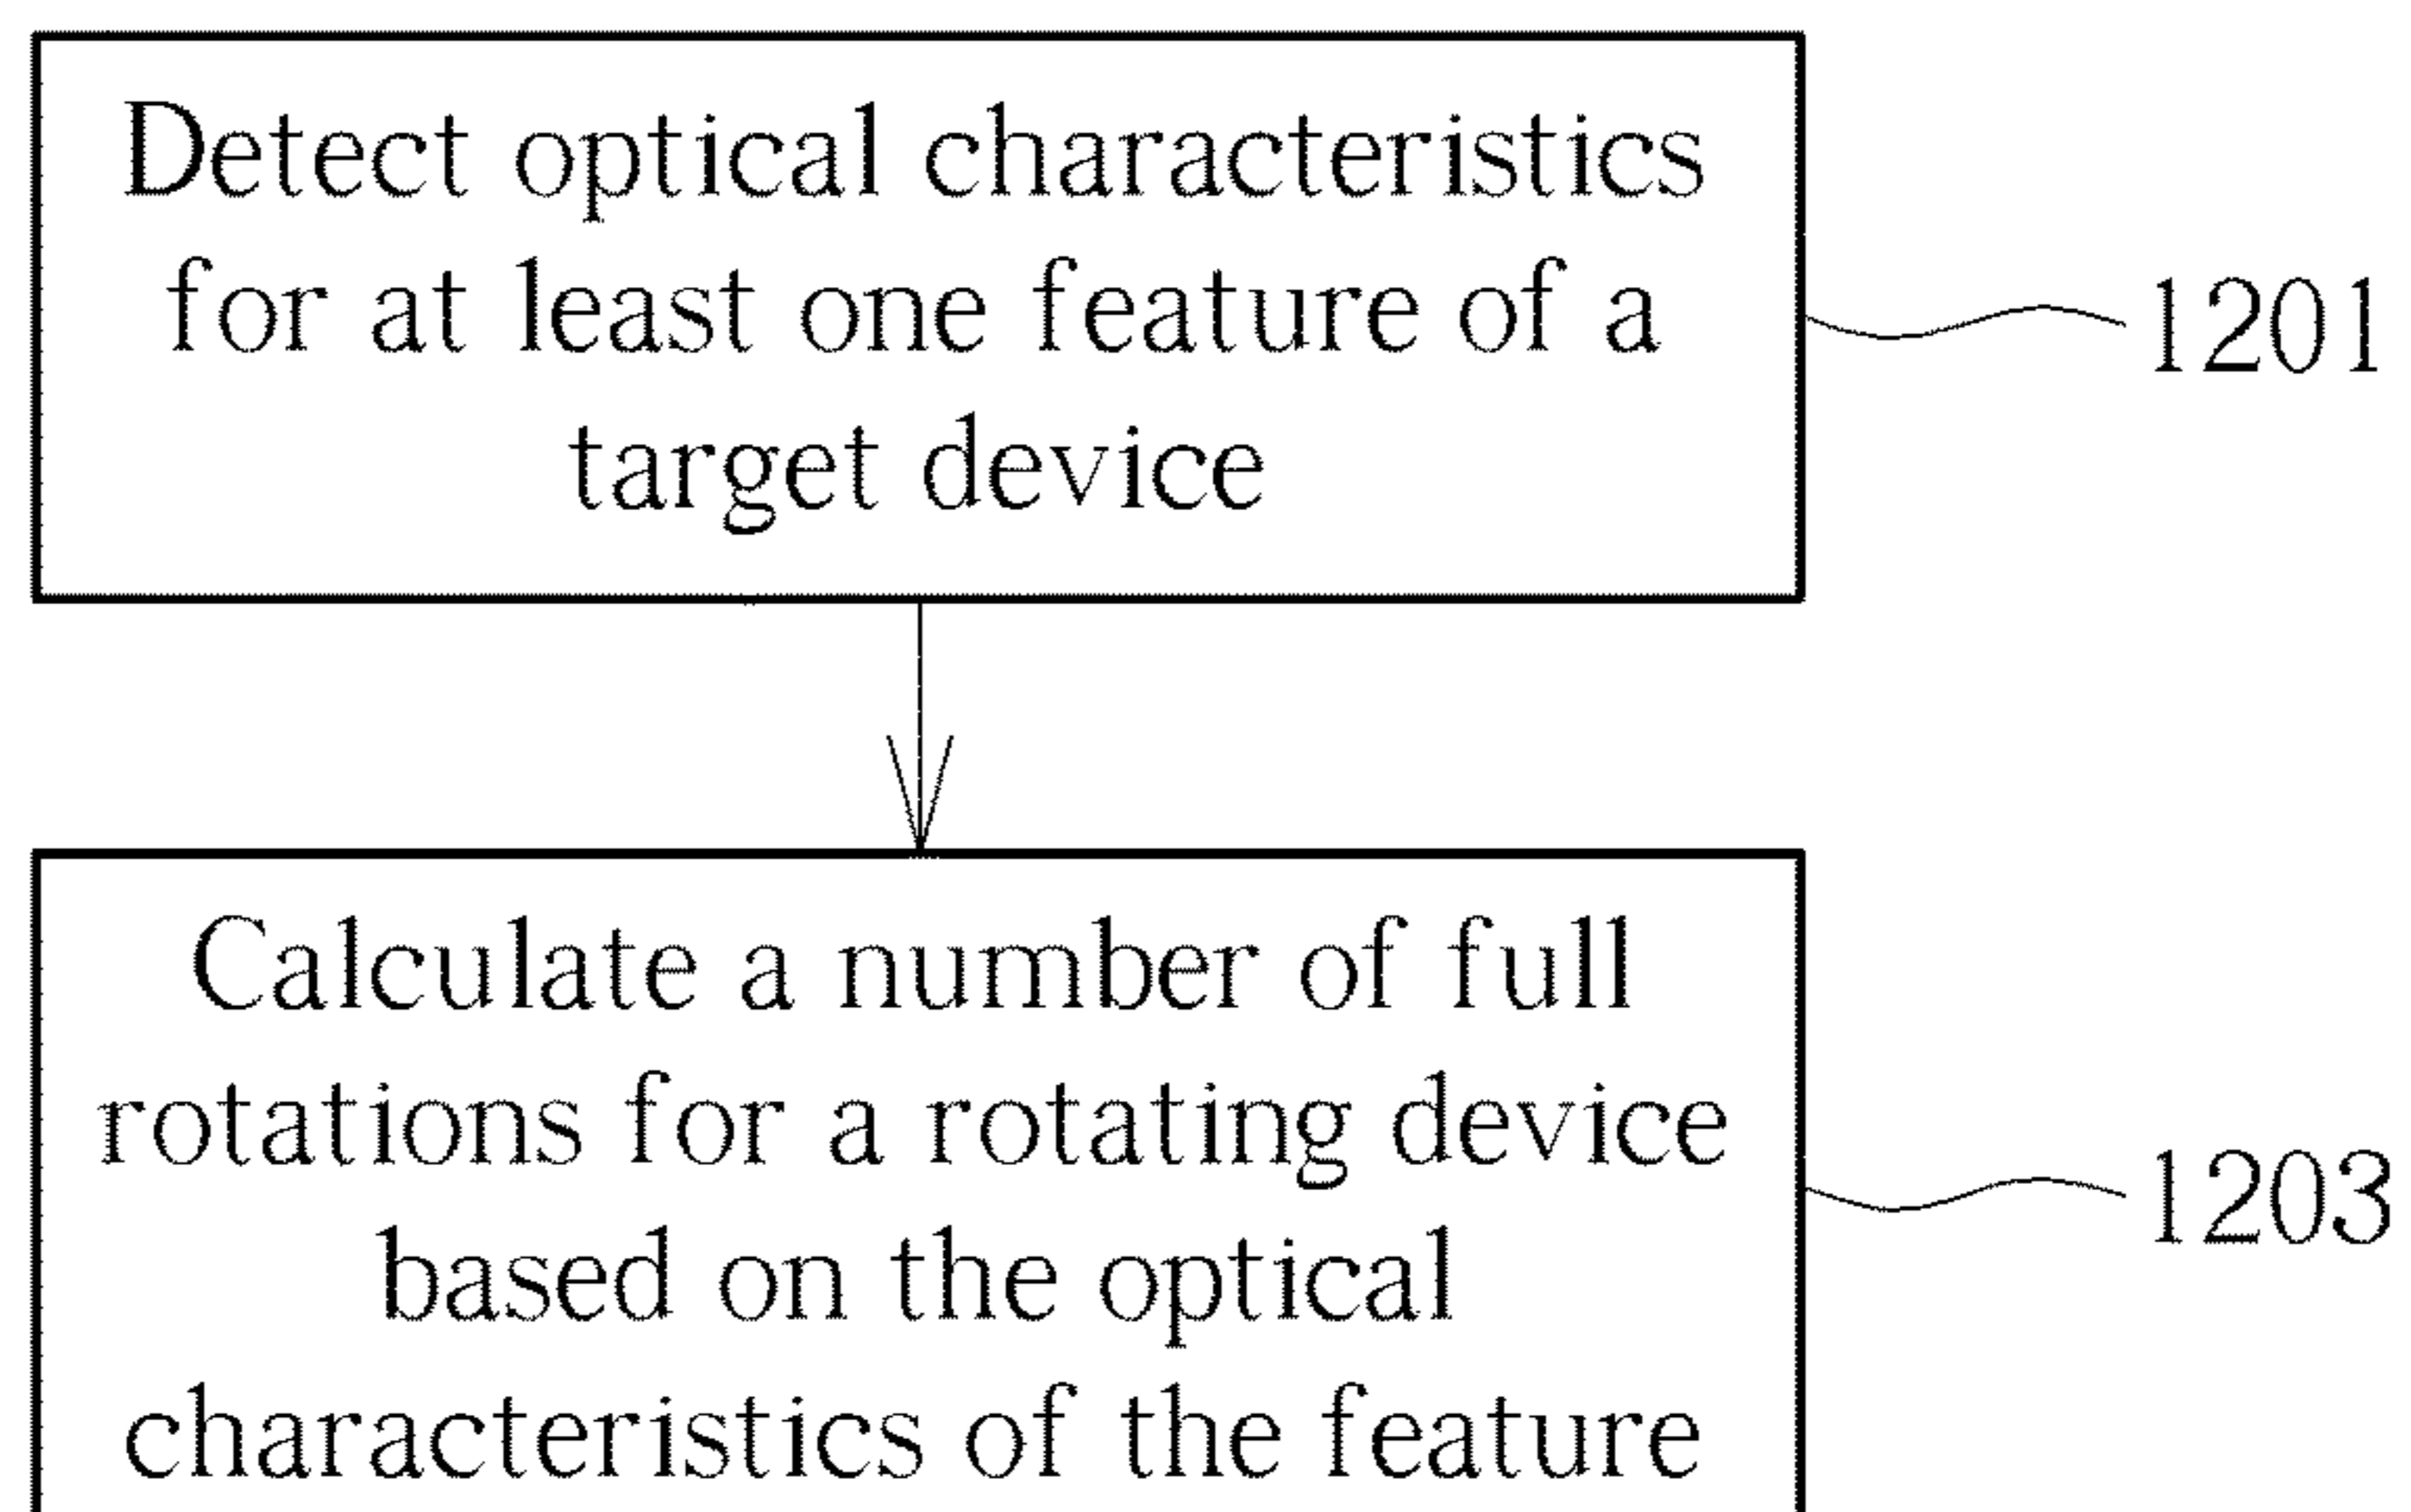 Detect optical characteristics
for at least one feature of a
target device
1201
Calculate a number of full
rotations for a rotating device
based on the optical
characteristics of the feature
1203